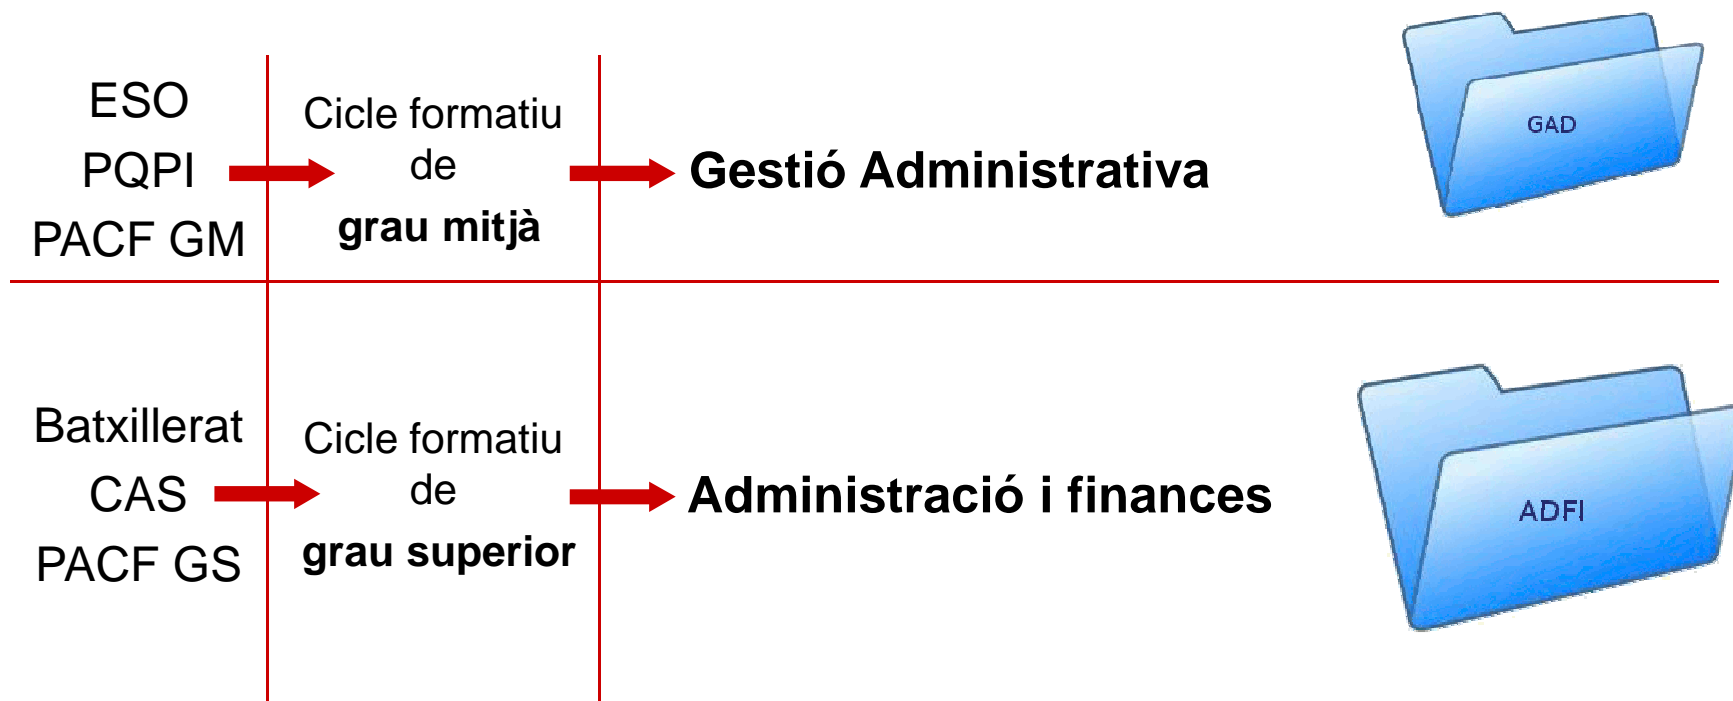 ESO
PQPI
PACF GM
Cicle formatiu
de
grau mitjà
Gestió Administrativa
GAD
Batxillerat
CAS
PACF GS
Cicle formatiu
de
grau superior
Administració i finances
ADFI